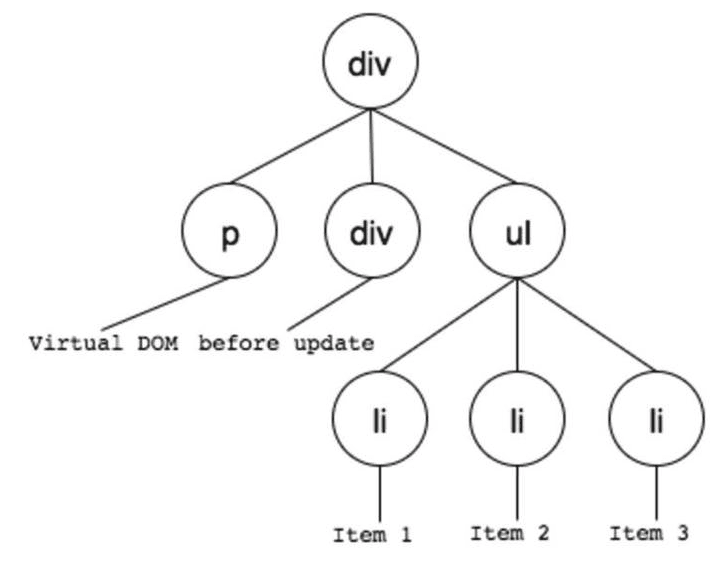 div
p div ul
Virtual DOM before update
li li li
Item 1 Item 2 Item 3